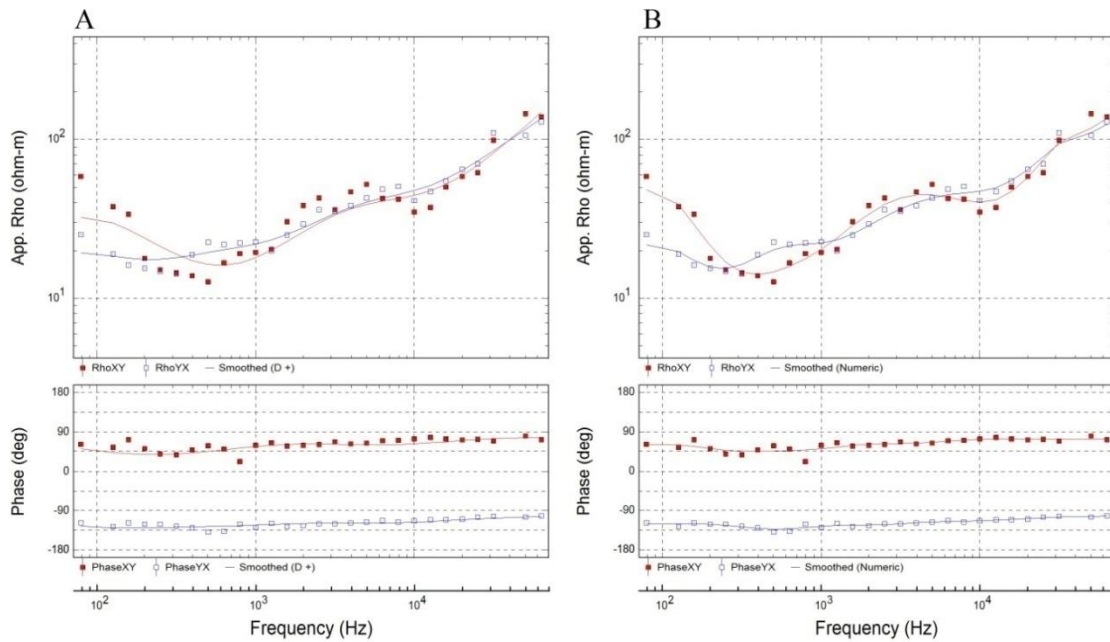 A
App. Rho (ohm-m)
10²
10¹
RhoXY RhoYX Smoothed (D +)
Phase (deg)
180
90
0
-90
-180
PhaseXY PhaseYX Smoothed (D +)
10² 10³ 10⁴
Frequency (Hz)
B
App. Rho (ohm-m)
10²
10¹
RhoXY RhoYX Smoothed (Numeric)
Phase (deg)
180
90
0
-90
-180
PhaseXY PhaseYX Smoothed (Numeric)
10² 10³ 10⁴
Frequency (Hz)